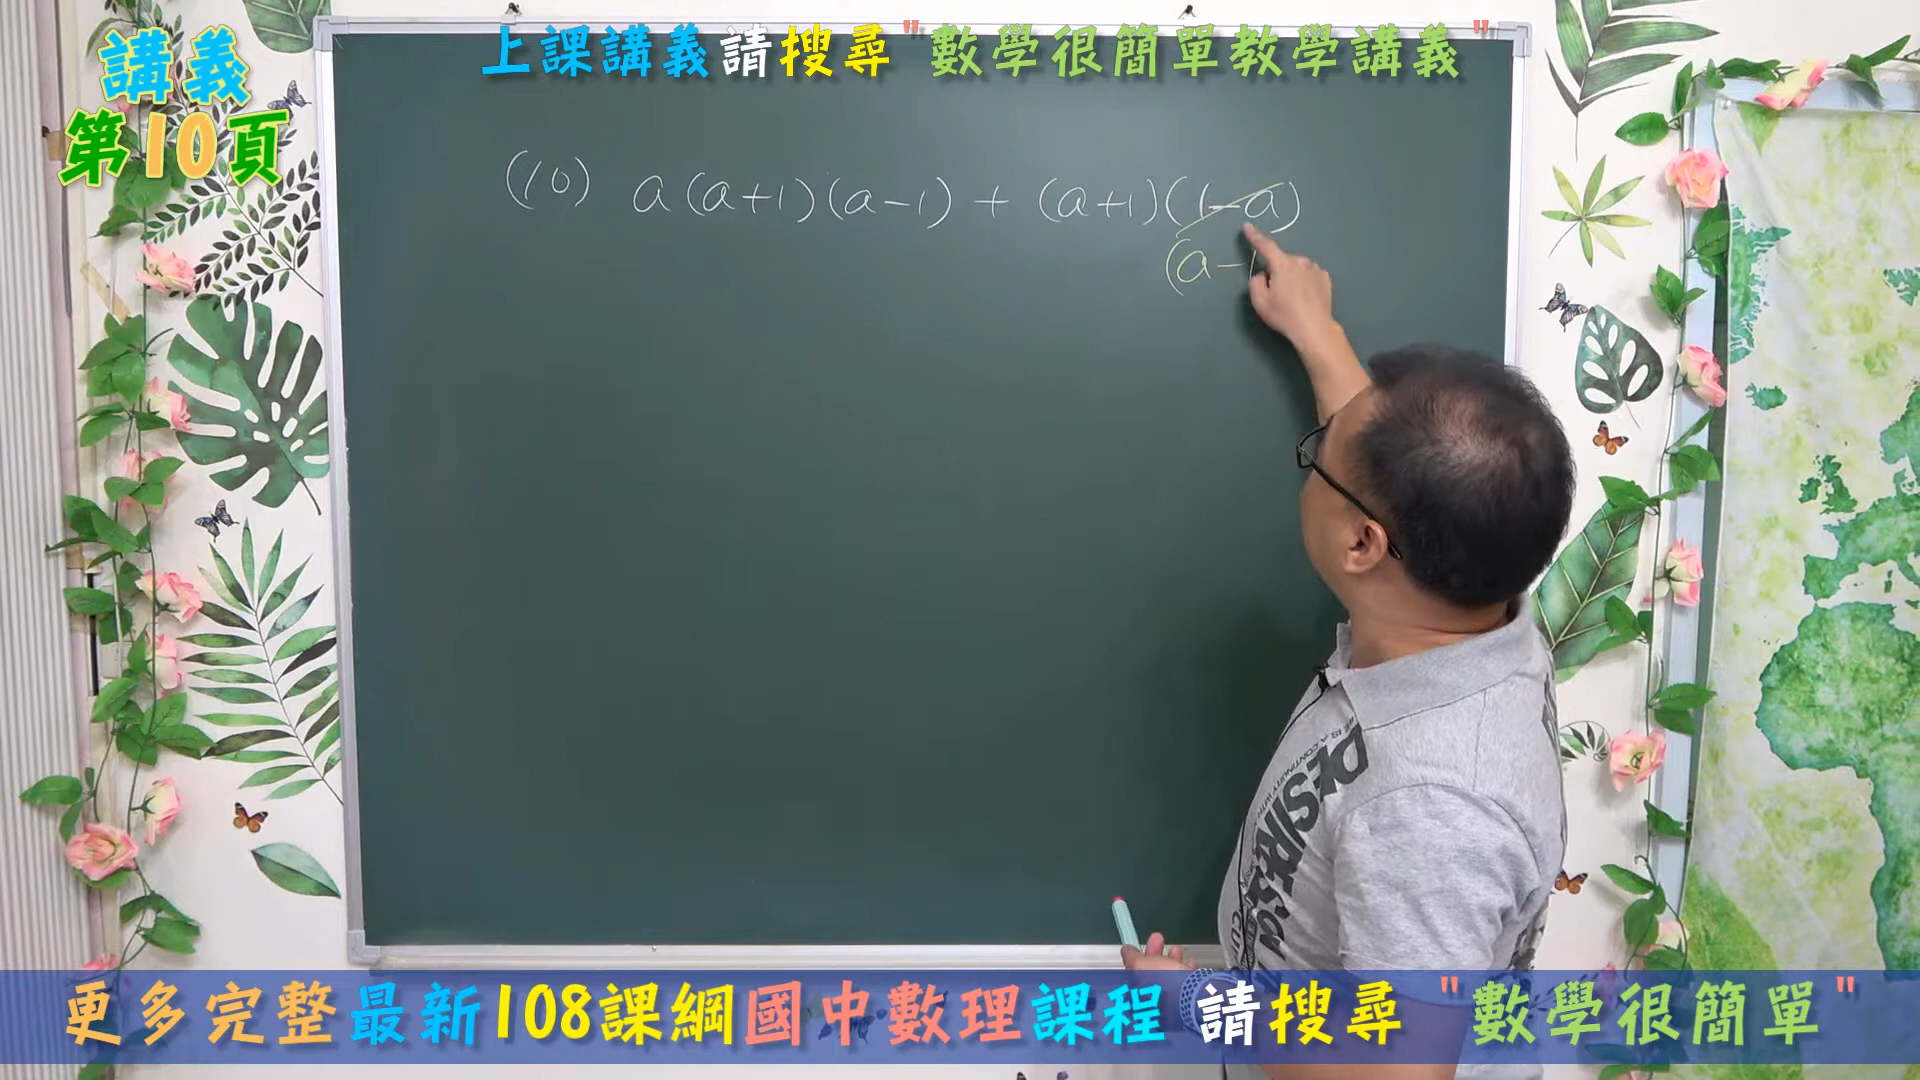 上課講義請搜尋"數學很簡單教學講義"
講義
第10頁
(10) a(a+1)(a-1) + (a+1)(1-a)
(a-1
更多完整最新108課綱國中數理課程 請搜尋 "數學很簡單"